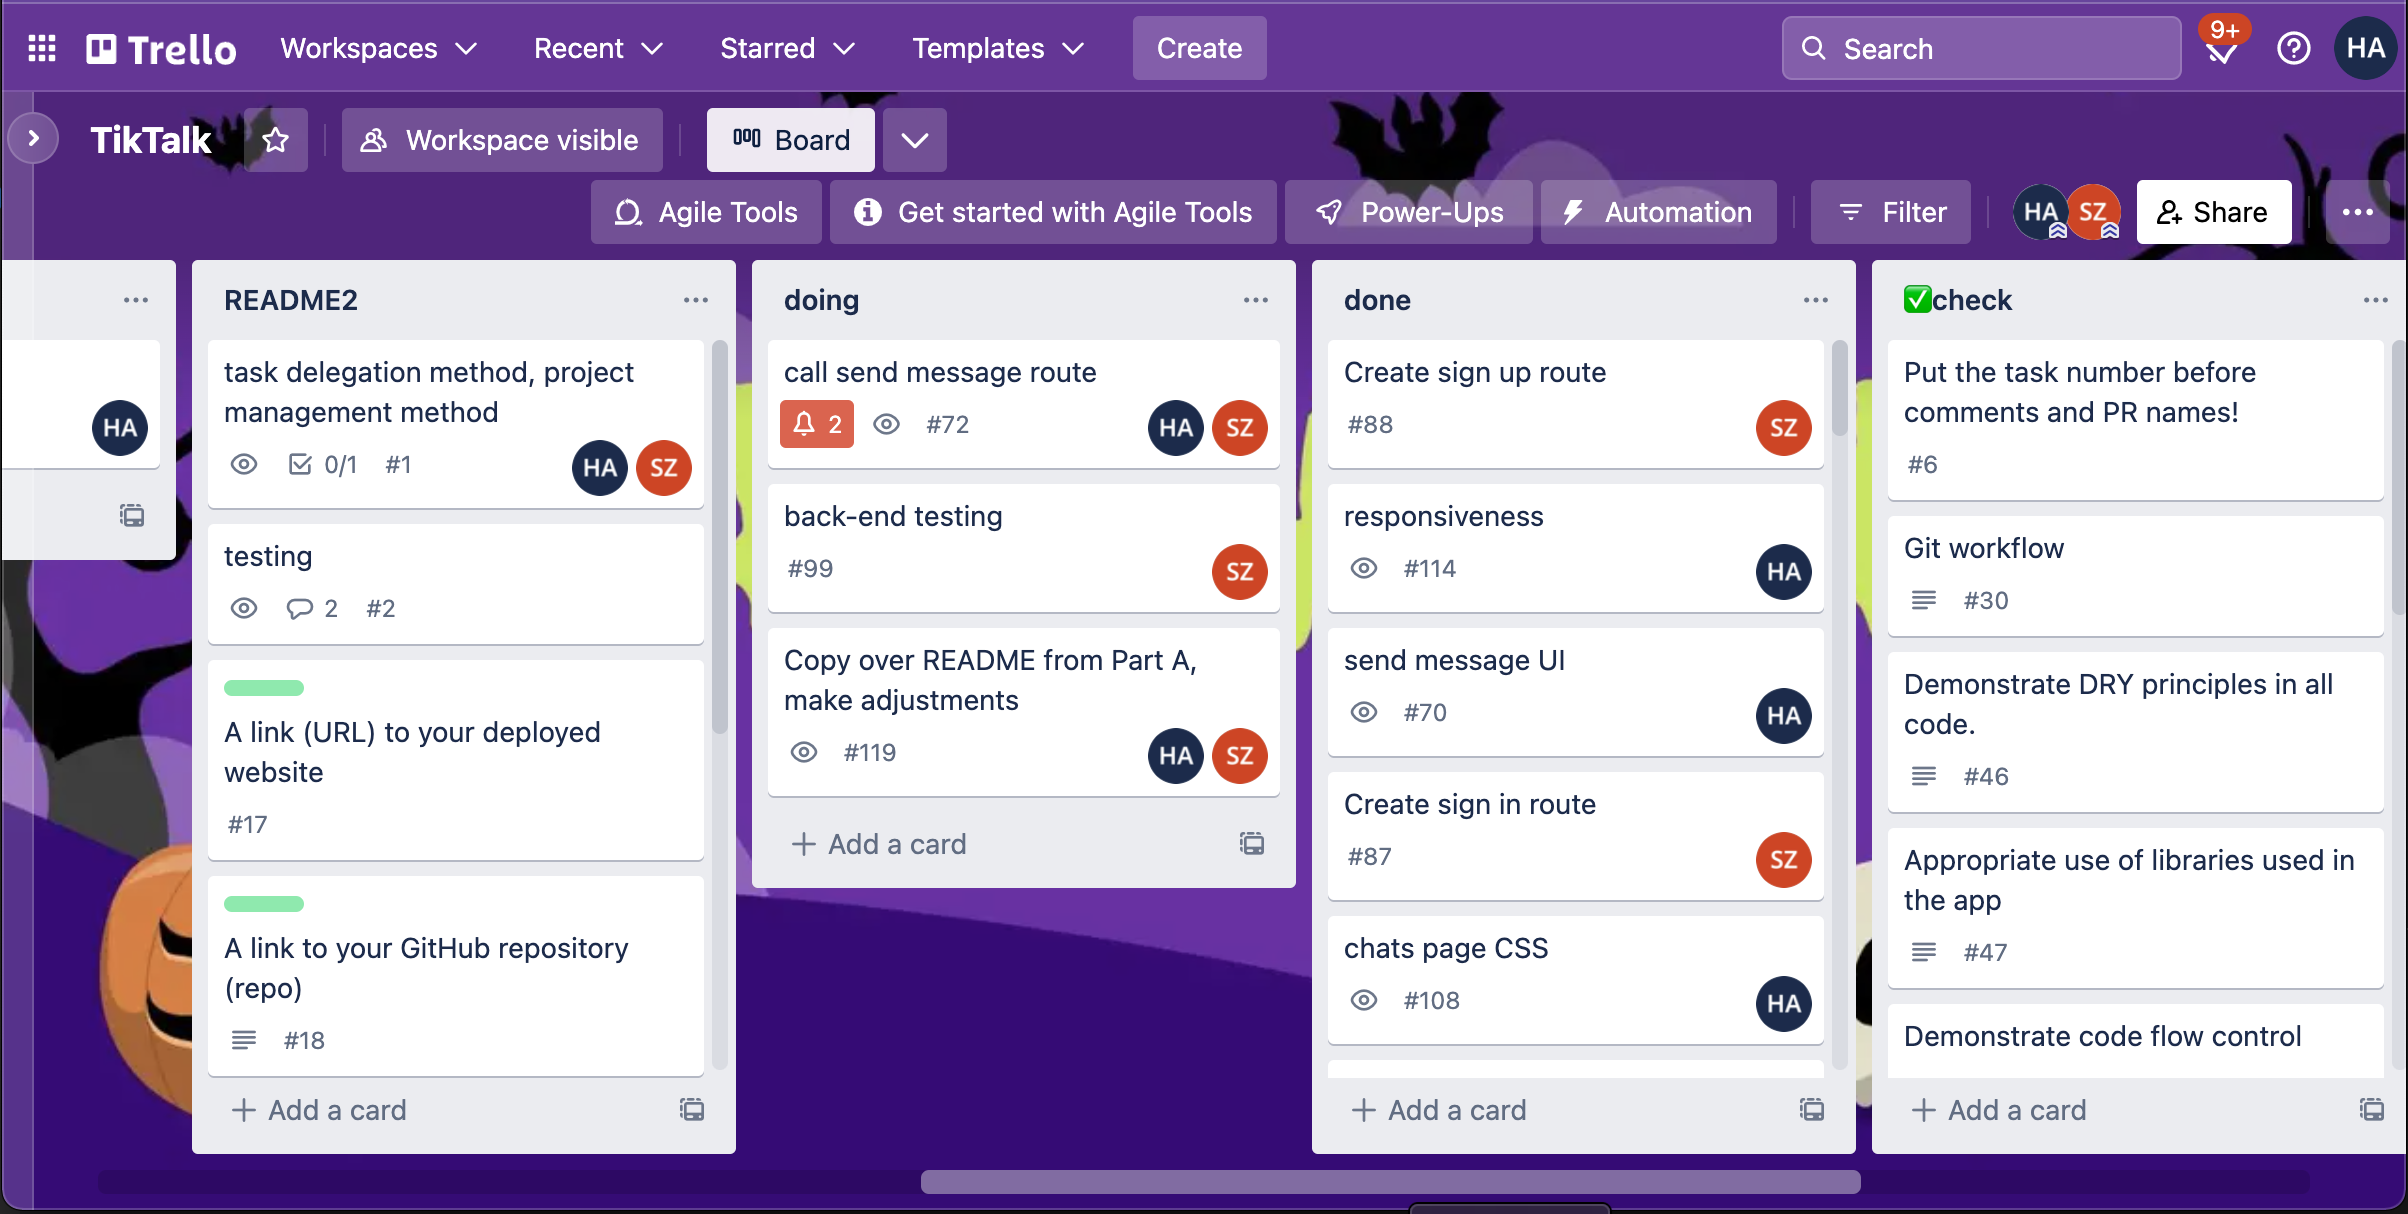 Trello
Workspaces
Recent
Starred
Templates
Create
Search
9+
HA
TikTalk
Workspace visible
Board
Agile Tools
Get started with Agile Tools
Power-Ups
Automation
Filter
HA
SZ
Share
HA
README2
task delegation method, project
management method
0/1
#1
HA
SZ
testing
2
#2
A link (URL) to your deployed
website
#17
A link to your GitHub repository
(repo)
#18
Add a card
doing
call send message route
2
#72
HA
SZ
back-end testing
#99
SZ
Copy over README from Part A,
make adjustments
#119
HA
SZ
Add a card
done
Create sign up route
#88
SZ
responsiveness
#114
HA
send message UI
#70
HA
Create sign in route
#87
SZ
chats page CSS
#108
HA
Add a card
✅check
Put the task number before
comments and PR names!
#6
Git workflow
#30
Demonstrate DRY principles in all
code.
#46
Appropriate use of libraries used in
the app
#47
Demonstrate code flow control
Add a card